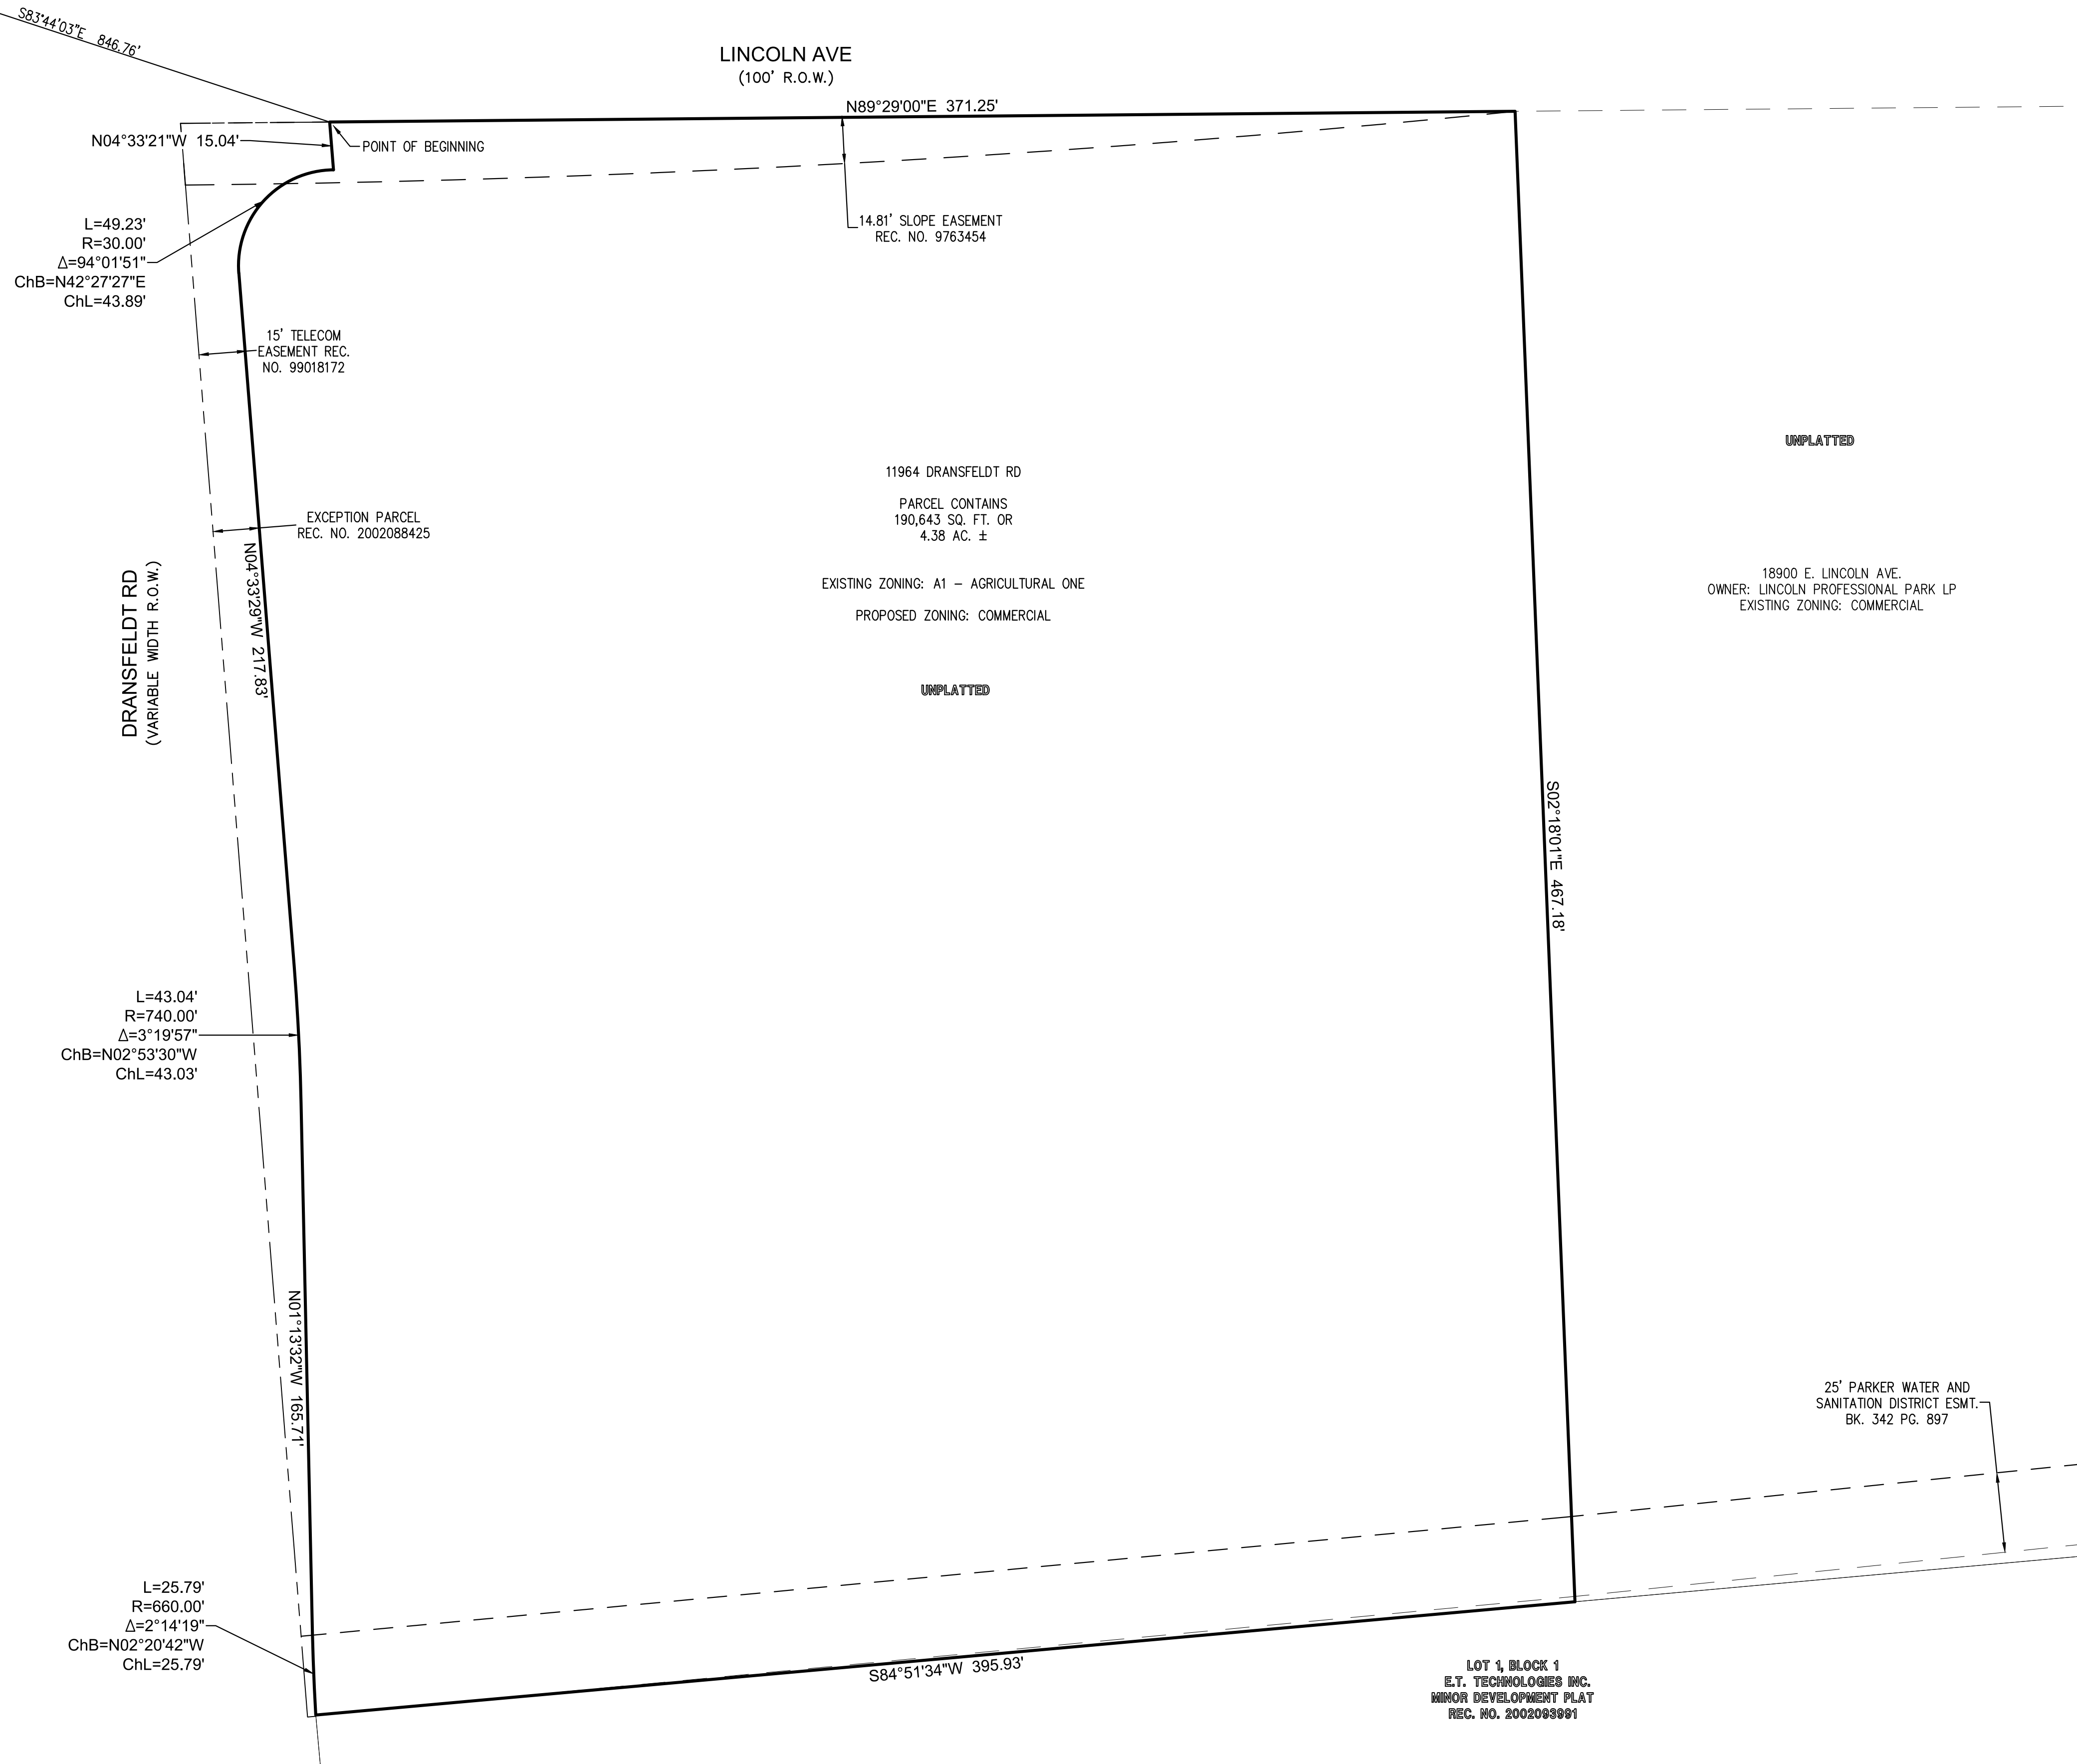 S83°44'03"E 846.76'
LINCOLN AVE
(100' R.O.W.)
N89°29'00"E 371.25'
N04°33'21"W 15.04'
POINT OF BEGINNING
14.81' SLOPE EASEMENT
REC. NO. 9763454
L=49.23'
R=30.00'
Δ=94°01'51"
ChB=N42°27'27"E
ChL=43.89'
15' TELECOM
EASEMENT REC.
NO. 99018172
EXCEPTION PARCEL
REC. NO. 2002088425
N04°33'29"W 217.83'
DRANSFELDT RD
(VARIABLE WIDTH R.O.W.)
11964 DRANSFELDT RD
PARCEL CONTAINS
190,643 SQ. FT. OR
4.38 AC. ±
EXISTING ZONING: A1 - AGRICULTURAL ONE
PROPOSED ZONING: COMMERCIAL
UNPLATTED
UNPLATTED
18900 E. LINCOLN AVE.
OWNER: LINCOLN PROFESSIONAL PARK LP
EXISTING ZONING: COMMERCIAL
S02°18'01"E 467.18'
L=43.04'
R=740.00'
Δ=3°19'57"
ChB=N02°53'30"W
ChL=43.03'
N01°13'32"W 165.71'
25' PARKER WATER AND
SANITATION DISTRICT ESMT.
BK. 342 PG. 897
L=25.79'
R=660.00'
Δ=2°14'19"
ChB=N02°20'42"W
ChL=25.79'
S84°51'34"W 395.93'
LOT 1, BLOCK 1
E.T. TECHNOLOGIES INC.
MINOR DEVELOPMENT PLAT
REC. NO. 2002093991